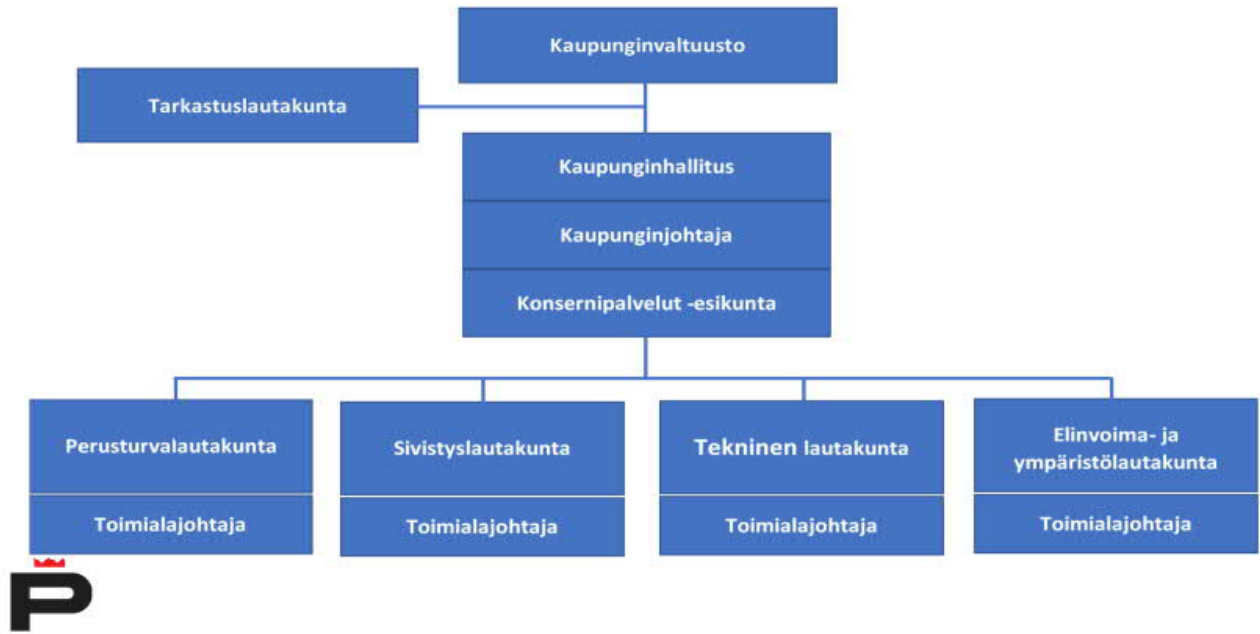 Kaupunginvaltuusto
Tarkastuslautakunta
Kaupunginhallitus
Kaupunginjohtaja
Konsernipalvelut -esikunta
Perusturvalautakunta
Sivistyslautakunta
Tekninen lautakunta
Elinvoima- ja
ympäristölautakunta
Toimialajohtaja
Toimialajohtaja
Toimialajohtaja
Toimialajohtaja
P